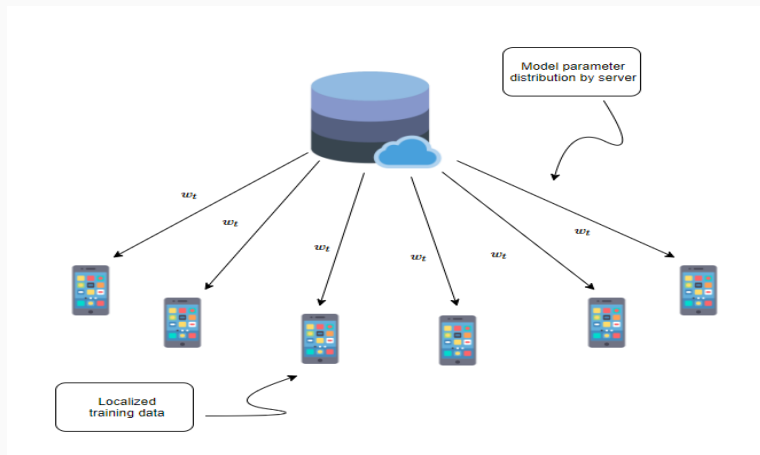 Model parameter
distribution by server
w_t
w_t
w_t
w_t
w_t
w_t
Localized
training data